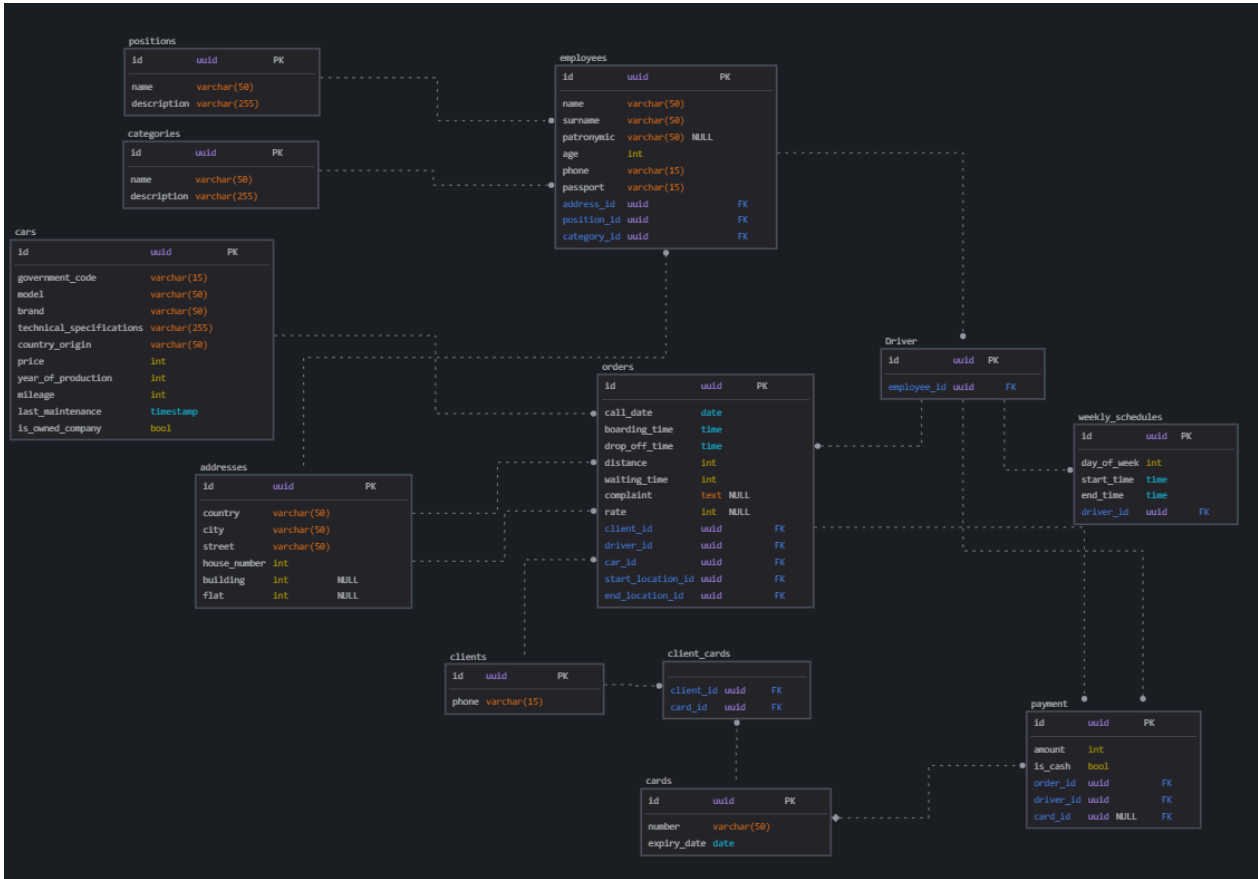 positions
id uuid PK
name varchar(50)
description varchar(255)
categories
id uuid PK
name varchar(50)
description varchar(255)
employees
id uuid PK
name varchar(50)
surname varchar(50)
patronymic varchar(50) NULL
age int
phone varchar(15)
passport varchar(15)
address_id uuid FK
position_id uuid FK
category_id uuid FK
cars
id uuid PK
government_code varchar(15)
model varchar(50)
brand varchar(50)
technical_specifications varchar(255)
country_origin varchar(50)
price int
year_of_production int
mileage int
last_maintenance timestamp
is_owned_company bool
Driver
id uuid PK
employee_id uuid FK
orders
id uuid PK
call_date date
boarding_time time
drop_off_time time
distance int
waiting_time int
complaint text NULL
rate int NULL
client_id uuid FK
driver_id uuid FK
car_id uuid FK
start_location_id uuid FK
end_location_id uuid FK
weekly_schedules
id uuid PK
day_of_week int
start_time time
end_time time
driver_id uuid FK
addresses
id uuid PK
country varchar(50)
city varchar(50)
street varchar(50)
house_number int
building int NULL
flat int NULL
clients
id uuid PK
phone varchar(15)
client_cards
client_id uuid FK
card_id uuid FK
payment
id uuid PK
amount int
is_cash bool
order_id uuid FK
driver_id uuid FK
card_id uuid NULL FK
cards
id uuid PK
number varchar(50)
expiry_date date